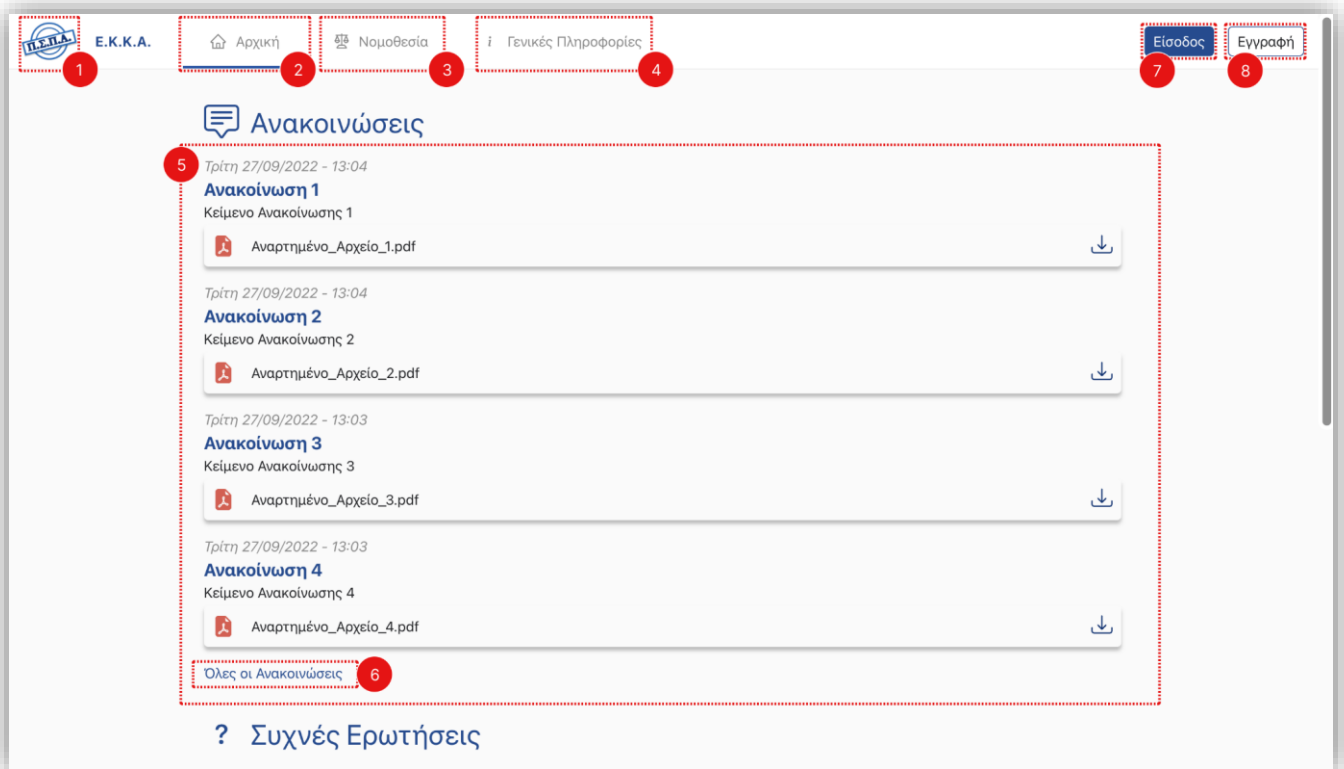 Π.Σ.Π.Α. Ε.Κ.Κ.Α. Αρχική Νομοθεσία i Γενικές Πληροφορίες Είσοδος Εγγραφή
1 2 3 4 7 8
Ανακοινώσεις
5 Τρίτη 27/09/2022 - 13:04
Ανακοίνωση 1
Κείμενο Ανακοίνωσης 1
Αναρτημένο_Αρχείο_1.pdf
Τρίτη 27/09/2022 - 13:04
Ανακοίνωση 2
Κείμενο Ανακοίνωσης 2
Αναρτημένο_Αρχείο_2.pdf
Τρίτη 27/09/2022 - 13:03
Ανακοίνωση 3
Κείμενο Ανακοίνωσης 3
Αναρτημένο_Αρχείο_3.pdf
Τρίτη 27/09/2022 - 13:03
Ανακοίνωση 4
Κείμενο Ανακοίνωσης 4
Αναρτημένο_Αρχείο_4.pdf
Όλες οι Ανακοινώσεις 6
? Συχνές Ερωτήσεις